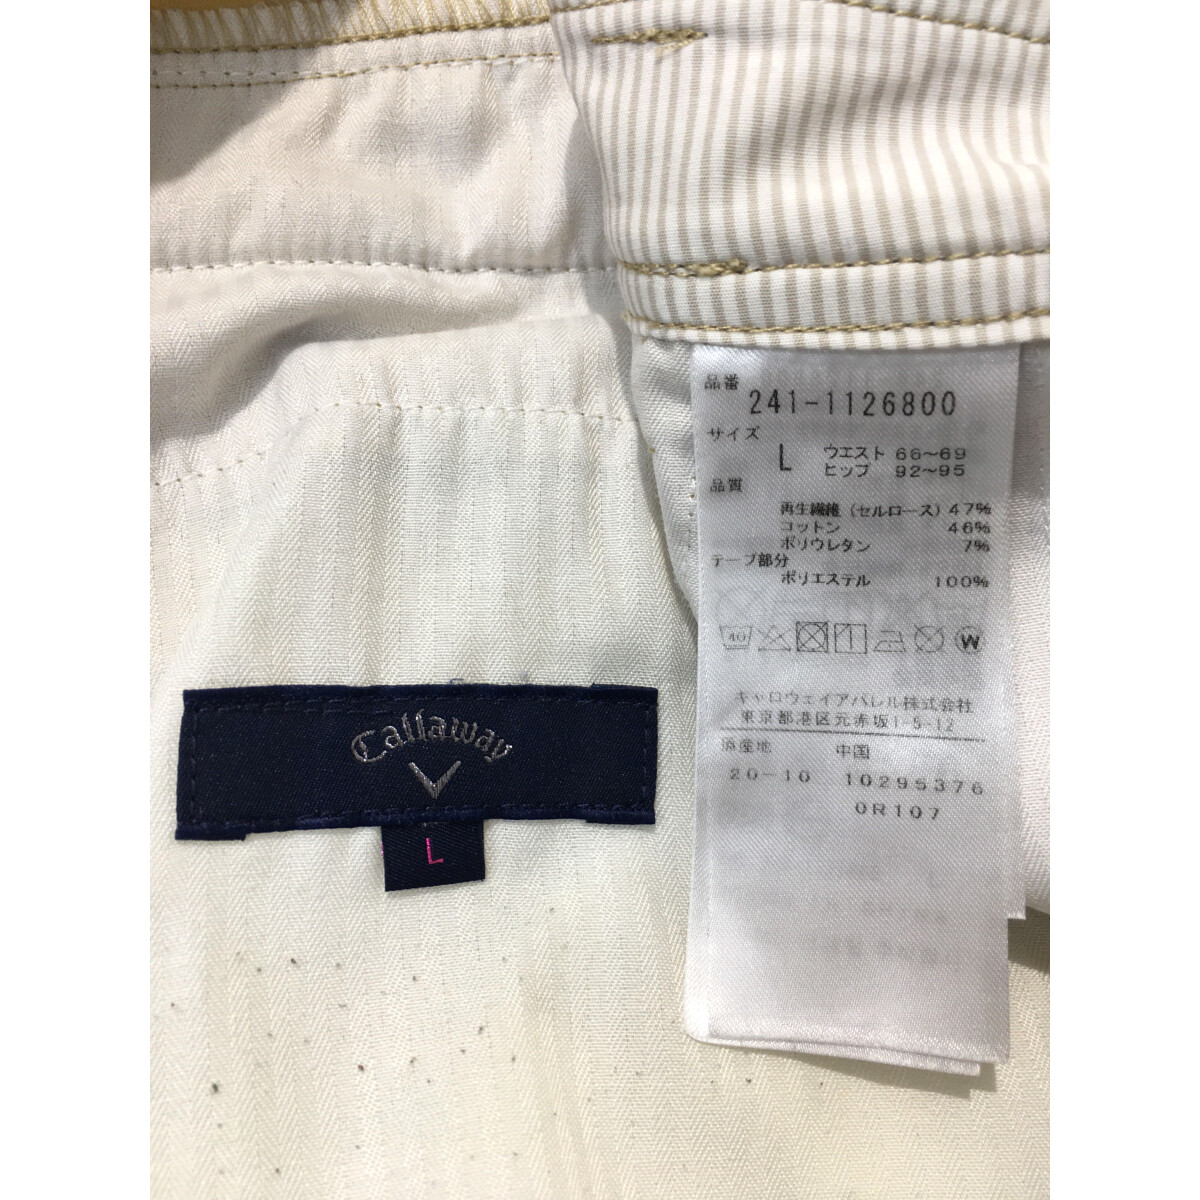 品番
241-1126800
サイズ
L ウエスト 66~69
ヒップ 92~95
品質
再生繊維 (セルロース) 47%
コットン 46%
ポリウレタン 7%
テープ部分
ポリエステル 100%
40 W
キャロウェイアパレル株式会社
東京都港区元赤坂1-5-12
原産地 中国
20-10 10295376
0R107
Callaway
L